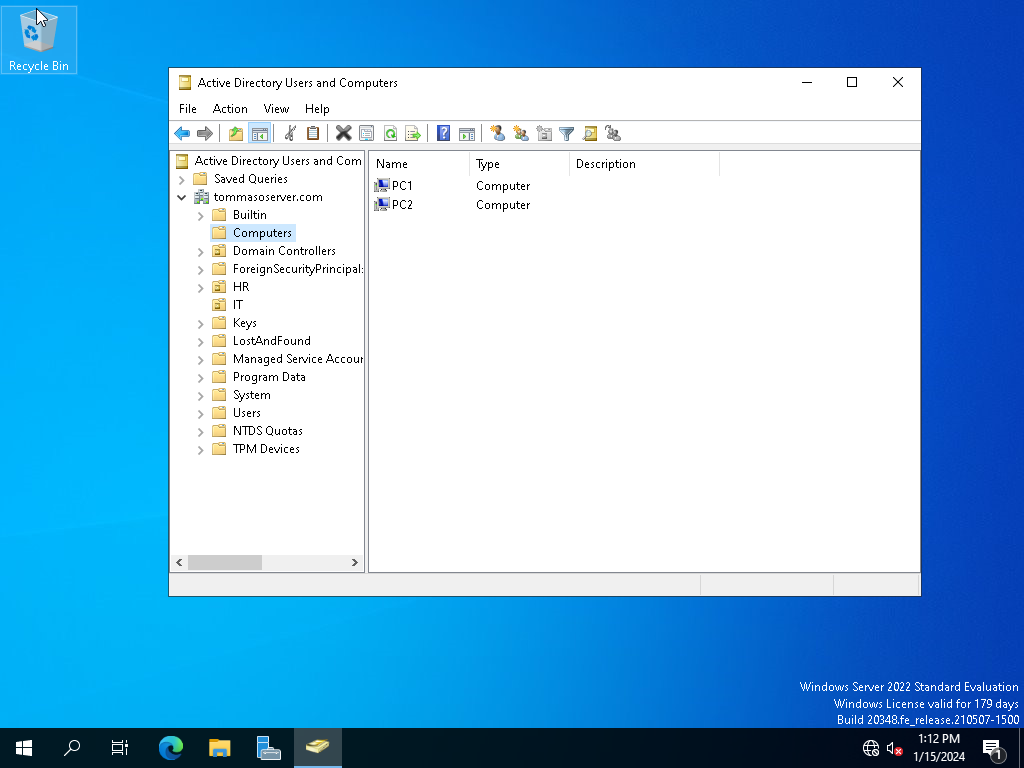 Recycle Bin
Active Directory Users and Computers
File Action View Help
Active Directory Users and Com
Saved Queries
tommasoserver.com
Builtin
Computers
Domain Controllers
ForeignSecurityPrincipal:
HR
IT
Keys
LostAndFound
Managed Service Accour
Program Data
System
Users
NTDS Quotas
TPM Devices
Name Type Description
PC1 Computer
PC2 Computer
Windows Server 2022 Standard Evaluation
Windows License valid for 179 days
Build 20348.fe_release.210507-1500
1:12 PM
1/15/2024
1